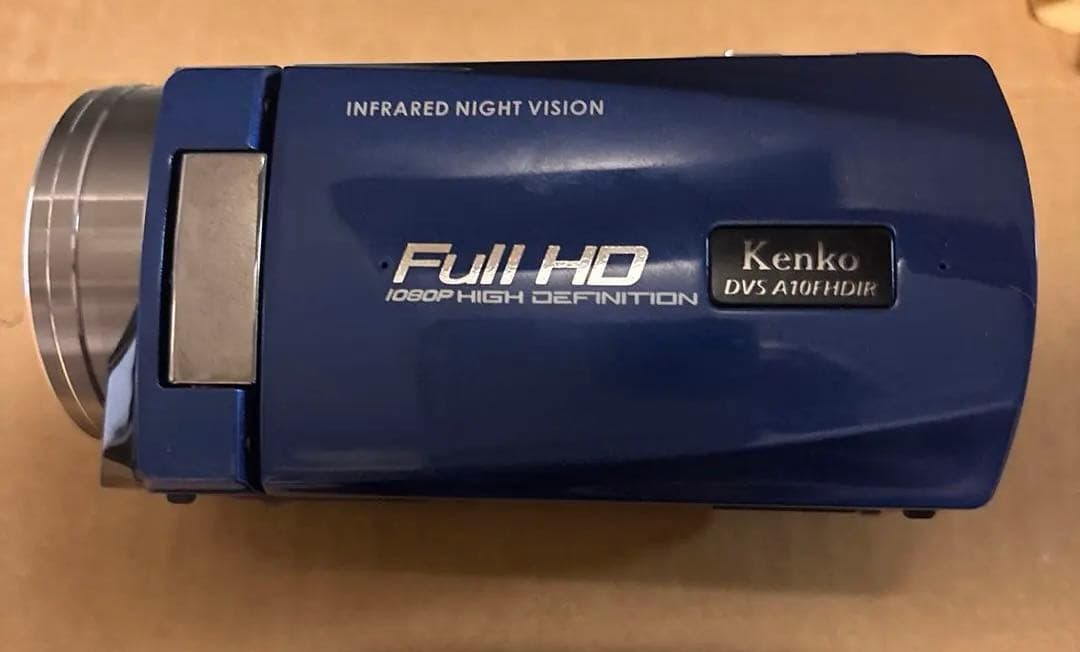 INFRARED NIGHT VISION
Full HD
1080P HIGH DEFINITION
Kenko
DVS A10FHDIR